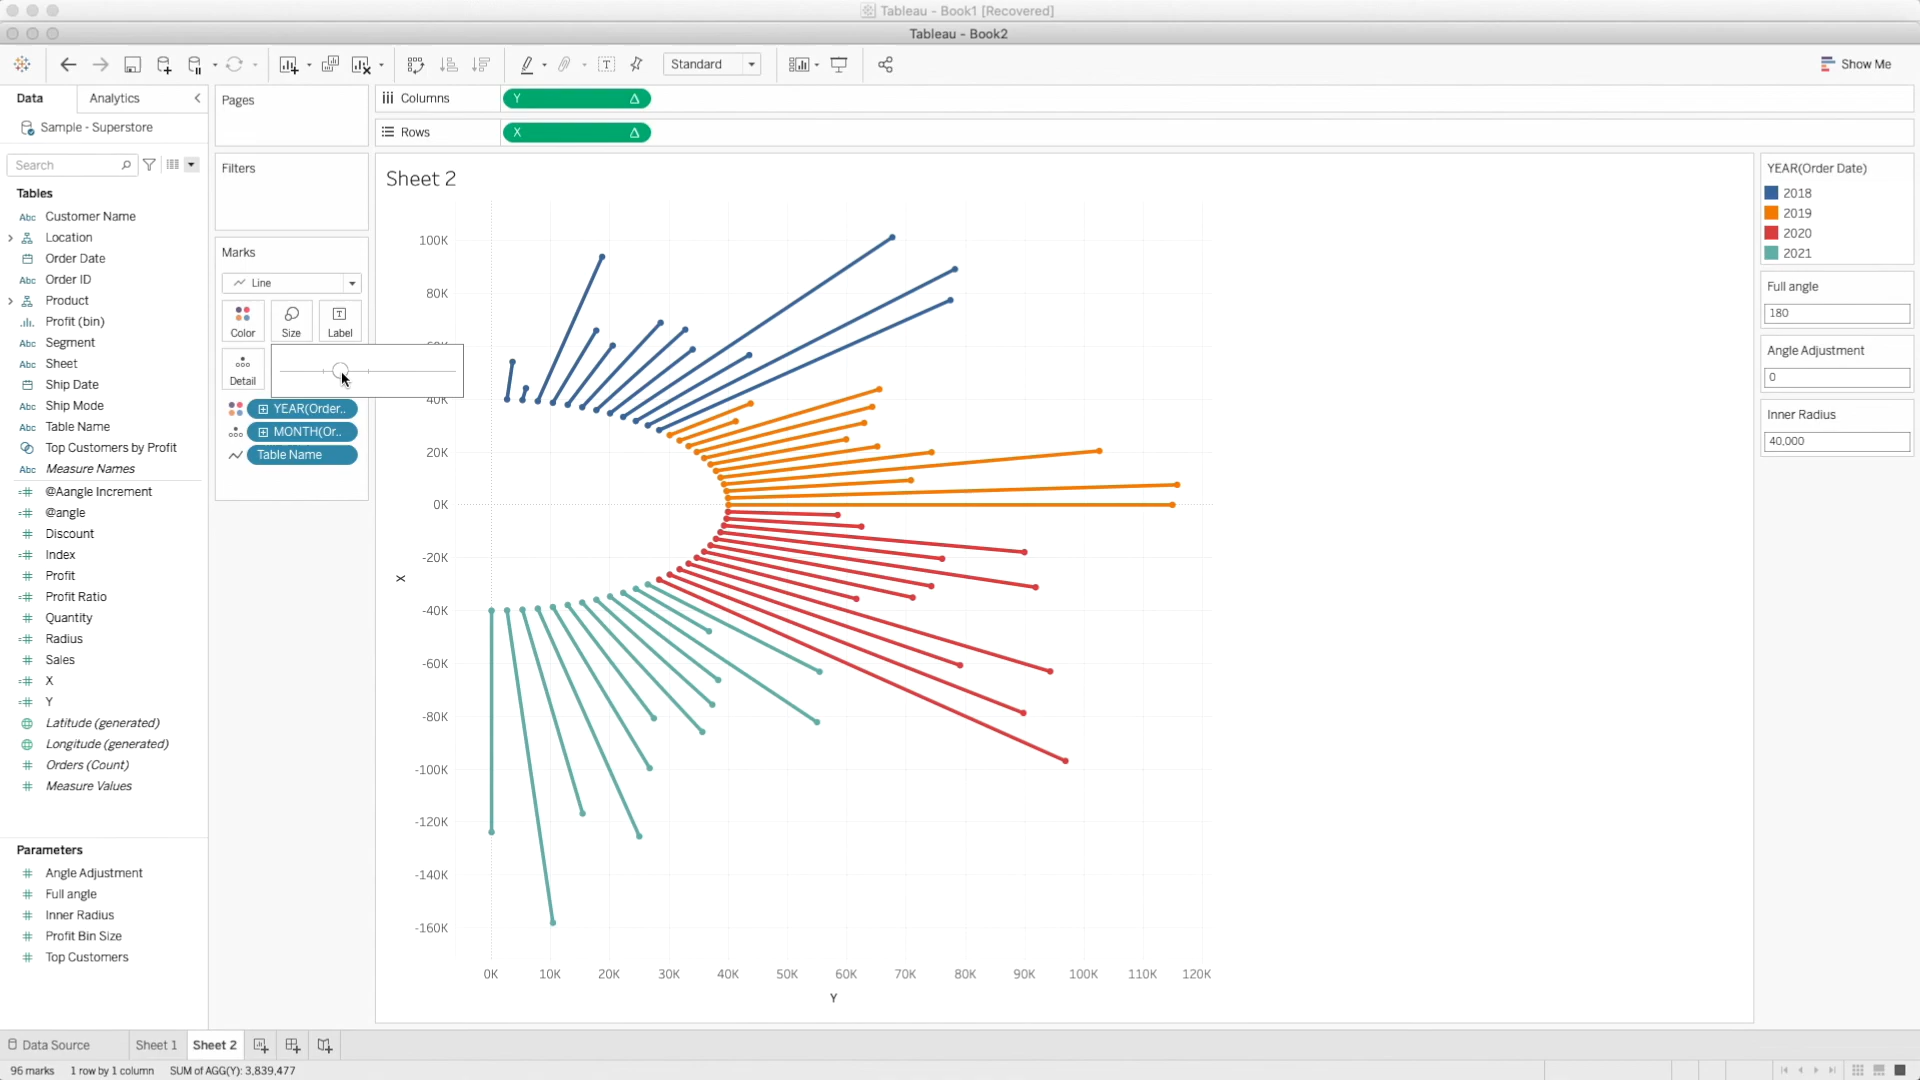 Tableau - Book1 [Recovered]
Tableau - Book2
Standard
Show Me
Data
Analytics
Sample - Superstore
Search
Tables
Abc Customer Name
Location
Order Date
Abc Order ID
Product
Profit (bin)
Abc Segment
Abc Sheet
Ship Date
Abc Ship Mode
Abc Table Name
Top Customers by Profit
Abc Measure Names
@Aangle Increment
@angle
Discount
Index
Profit
Profit Ratio
Quantity
Radius
Sales
X
Y
Latitude (generated)
Longitude (generated)
Orders (Count)
Measure Values
Parameters
Angle Adjustment
Full angle
Inner Radius
Profit Bin Size
Top Customers
Pages
Filters
Marks
Line
Color
Size
Label
Detail
YEAR(Order..
MONTH(Or..
Table Name
Columns
Y
Rows
X
Sheet 2
100K
80K
40K
20K
0K
-20K
-40K
-60K
-80K
-100K
-120K
-140K
-160K
X
0K 10K 20K 30K 40K 50K 60K 70K 80K 90K 100K 110K 120K
Y
YEAR(Order Date)
2018
2019
2020
2021
Full angle
180
Angle Adjustment
0
Inner Radius
40,000
Data Source
Sheet 1
Sheet 2
96 marks
1 row by 1 column
SUM of AGG(Y): 3,839,477